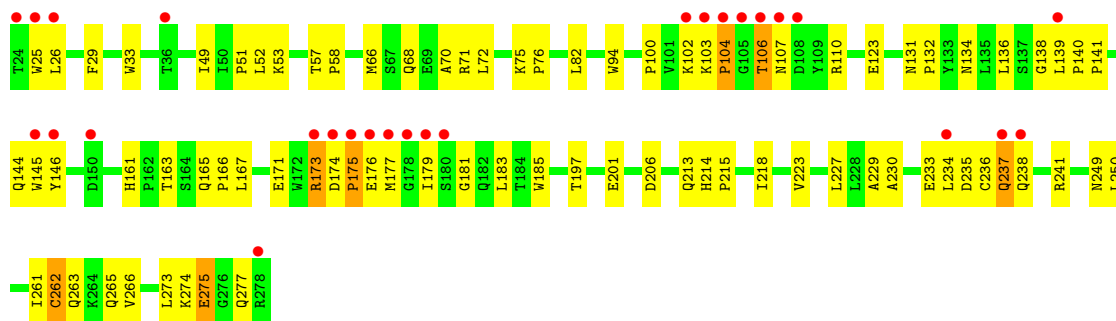 T24 W25 L26 F29 W33 T36 I49 I50 P51 L52 K53 T57 P58 M66 S67 Q68 E69 A70 R71 L72 K75 P76 L82 W94 P100 V101 K102 K103 P104 G105 T106 N107 D108 Y109 R110 E123 N131 P132 Y133 N134 L135 L136 S137 G138 L139 P140 P141
Q144 W145 Y146 D150 H161 P162 T163 S164 Q165 P166 L167 E171 W172 R173 D174 P175 E176 M177 G178 I179 S180 G181 Q182 L183 T184 W185 T197 E201 D206 Q213 H214 P215 I218 V223 L227 L228 A229 A230 E233 L234 D235 C236 Q237 Q238 R241 N249 L250
I261 C262 Q263 K264 Q265 V266 L273 K274 E275 G276 Q277 R278